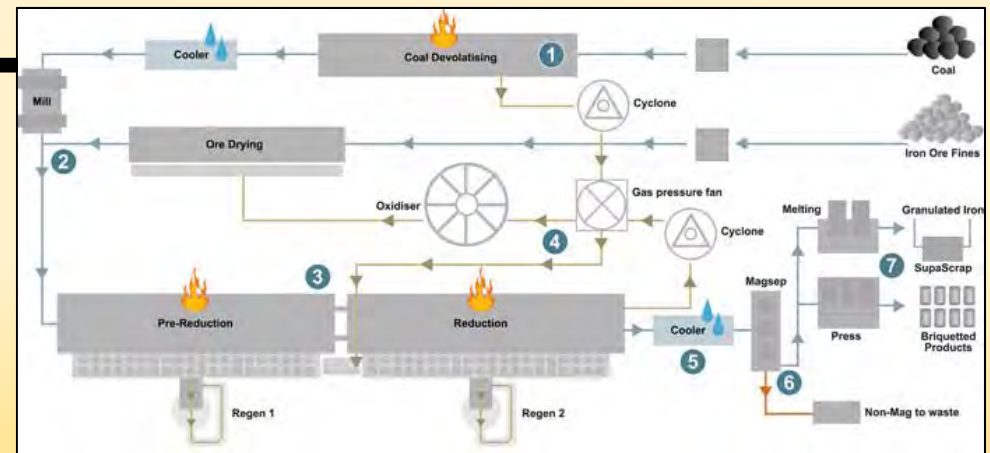 Cooler
Coal Devolatising
1
Coal
Mill
Cyclone
2
Ore Drying
Iron Ore Fines
Oxidiser
Gas pressure fan
4
Cyclone
Melting
Granulated Iron
7
SupaScrap
3
Pre-Reduction
Reduction
Magsep
Cooler
5
Press
Briquetted
Products
6
Regen 1
Regen 2
Non-Mag to waste